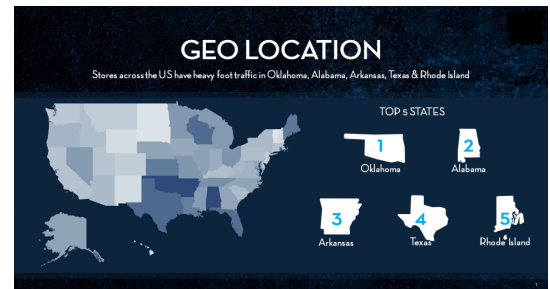 GEO LOCATION
Stores across the US have heavy foot traffic in Oklahoma, Alabama, Arkansas, Texas & Rhode Island
TOP 5 STATES
1
Oklahoma
2
Alabama
3
Arkansas
4
Texas
5
Rhode Island
1